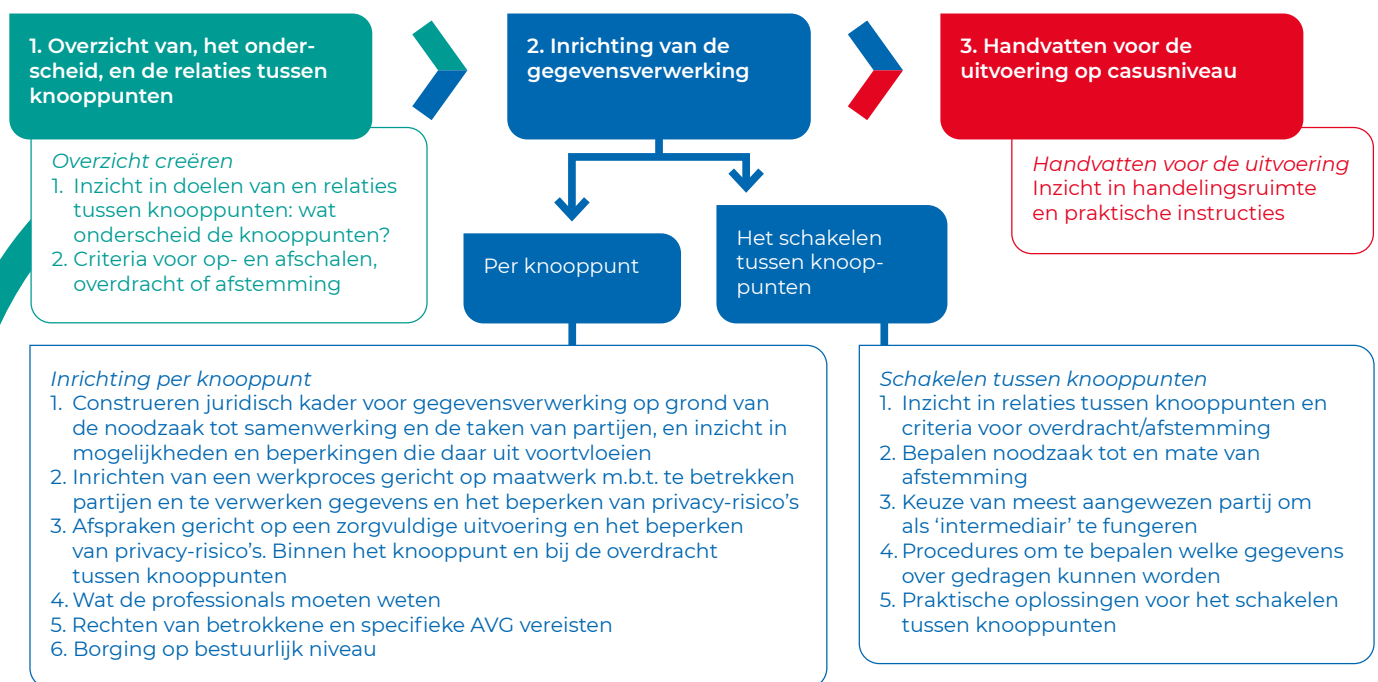 1. Overzicht van, het onder-
scheid, en de relaties tussen
knooppunten
2. Inrichting van de
gegevensverwerking
3. Handvatten voor de
uitvoering op casusniveau
Overzicht creëren
1. Inzicht in doelen van en relaties
tussen knooppunten: wat
onderscheid de knooppunten?
2. Criteria voor op- en afschalen,
overdracht of afstemming
Handvatten voor de uitvoering
Inzicht in handelingsruimte
en praktische instructies
Per knooppunt
Het schakelen
tussen knoop-
punten
Inrichting per knooppunt
1. Construeren juridisch kader voor gegevensverwerking op grond van
de noodzaak tot samenwerking en de taken van partijen, en inzicht in
mogelijkheden en beperkingen die daar uit voortvloeien
2. Inrichten van een werkproces gericht op maatwerk m.b.t. te betrekken
partijen en te verwerken gegevens en het beperken van privacy-risico’s
3. Afspraken gericht op een zorgvuldige uitvoering en het beperken
van privacy-risico’s. Binnen het knooppunt en bij de overdracht
tussen knooppunten
4. Wat de professionals moeten weten
5. Rechten van betrokkene en specifieke AVG vereisten
6. Borging op bestuurlijk niveau
Schakelen tussen knooppunten
1. Inzicht in relaties tussen knooppunten en
criteria voor overdracht/afstemming
2. Bepalen noodzaak tot en mate van
afstemming
3. Keuze van meest aangewezen partij om
als ‘intermediair’ te fungeren
4. Procedures om te bepalen welke gegevens
over gedragen kunnen worden
5. Praktische oplossingen voor het schakelen
tussen knooppunten